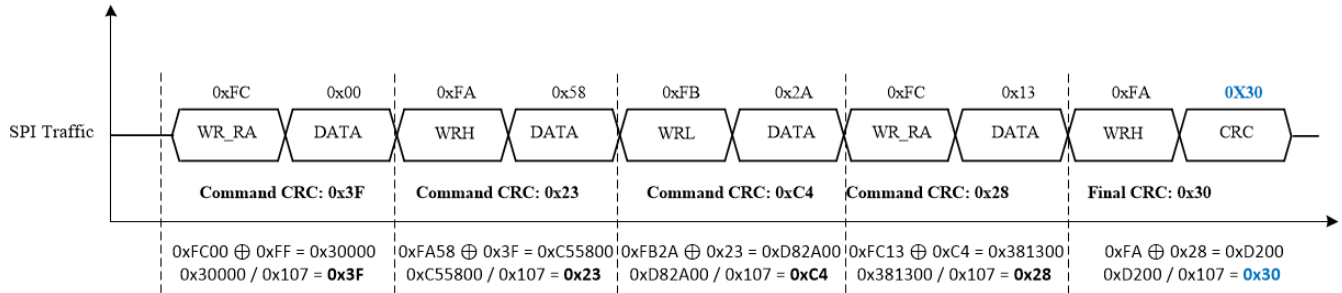 0xFC 0x00 0xFA 0x58 0xFB 0x2A 0xFC 0x13 0xFA 0X30
SPI Traffic WR_RA DATA WRH DATA WRL DATA WR_RA DATA WRH CRC
Command CRC: 0x3F Command CRC: 0x23 Command CRC: 0xC4 Command CRC: 0x28 Final CRC: 0x30
0xFC00 ⊕ 0xFF = 0x30000 0xFA58 ⊕ 0x3F = 0xC55800 0xFB2A ⊕ 0x23 = 0xD82A00 0xFC13 ⊕ 0xC4 = 0x381300 0xFA ⊕ 0x28 = 0xD200
0x30000 / 0x107 = 0x3F 0xC55800 / 0x107 = 0x23 0xD82A00 / 0x107 = 0xC4 0x381300 / 0x107 = 0x28 0xD200 / 0x107 = 0x30